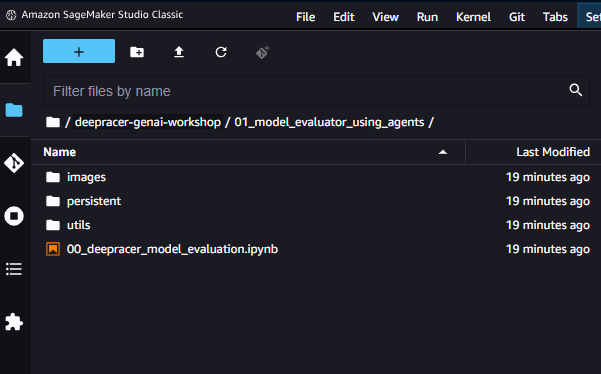 Amazon SageMaker Studio Classic File Edit View Run Kernel Git Tabs Set
+
Filter files by name
/ deepracer-genai-workshop / 01_model_evaluator_using_agents /
Name Last Modified
images 19 minutes ago
persistent 19 minutes ago
utils 19 minutes ago
00_deepracer_model_evaluation.ipynb 19 minutes ago